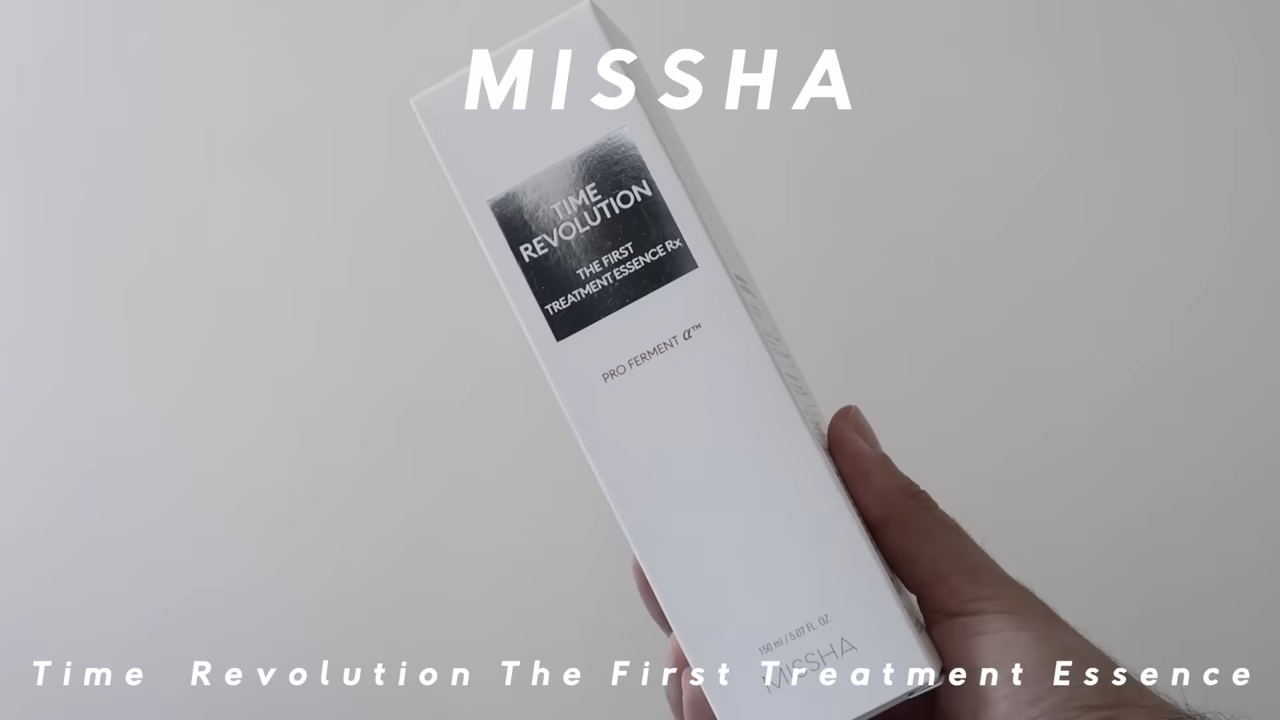 MISSHA
TIME
REVOLUTION
THE FIRST
TREATMENT ESSENCE Rx
PRO FERMENT α™
150 ml / 5.07 FL. OZ.
MISSHA
Time Revolution The First Treatment Essence